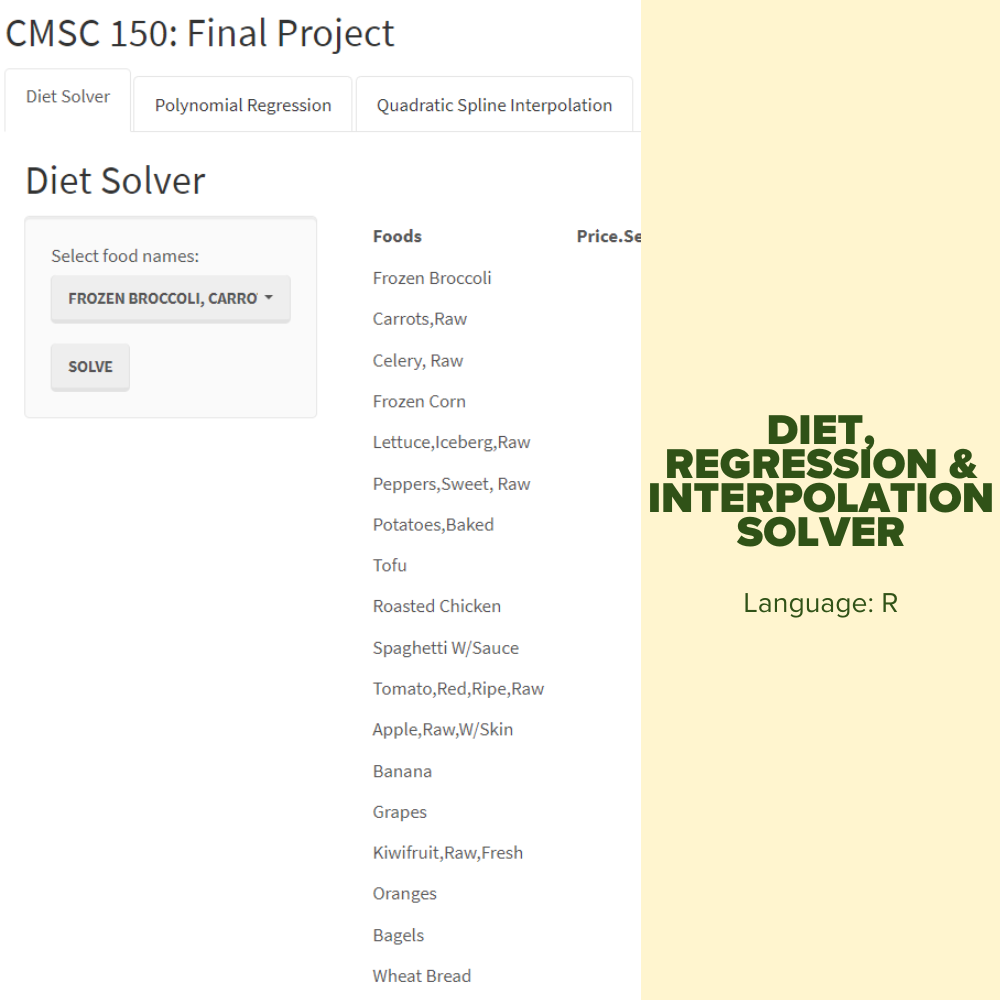 CMSC 150: Final Project
Diet Solver
Polynomial Regression
Quadratic Spline Interpolation
Diet Solver
Select food names:
FROZEN BROCCOLI, CARRO
SOLVE
Foods Price.Se
Frozen Broccoli
Carrots,Raw
Celery, Raw
Frozen Corn
Lettuce,Iceberg,Raw
Peppers,Sweet, Raw
Potatoes,Baked
Tofu
Roasted Chicken
Spaghetti W/Sauce
Tomato,Red,Ripe,Raw
Apple,Raw,W/Skin
Banana
Grapes
Kiwifruit,Raw,Fresh
Oranges
Bagels
Wheat Bread
DIET,
REGRESSION &
INTERPOLATION
SOLVER
Language: R